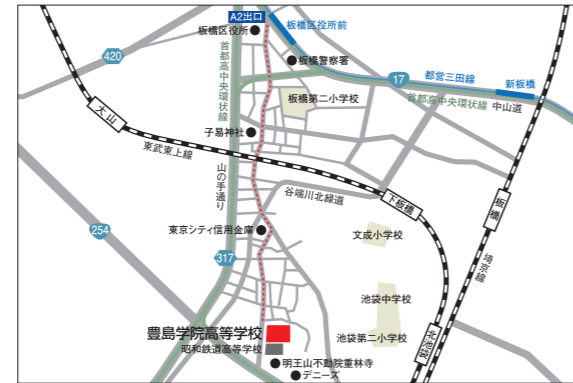 A2出口
板橋区役所前
板橋区役所
420
首都高中央環状線
板橋警察署
17
都営三田線
新板橋
首都高中央環状線
中山道
板橋第二小学校
大山
子易神社
東武東上線
山の手通り
谷端川北緑道
下板橋
板橋
埼京線
254
東京シティ信用金庫
文成小学校
317
池袋中学校
豊島学院高等学校
昭和鉄道高等学校
池袋第二小学校
北池袋
明王山不動院重林寺
デニーズ